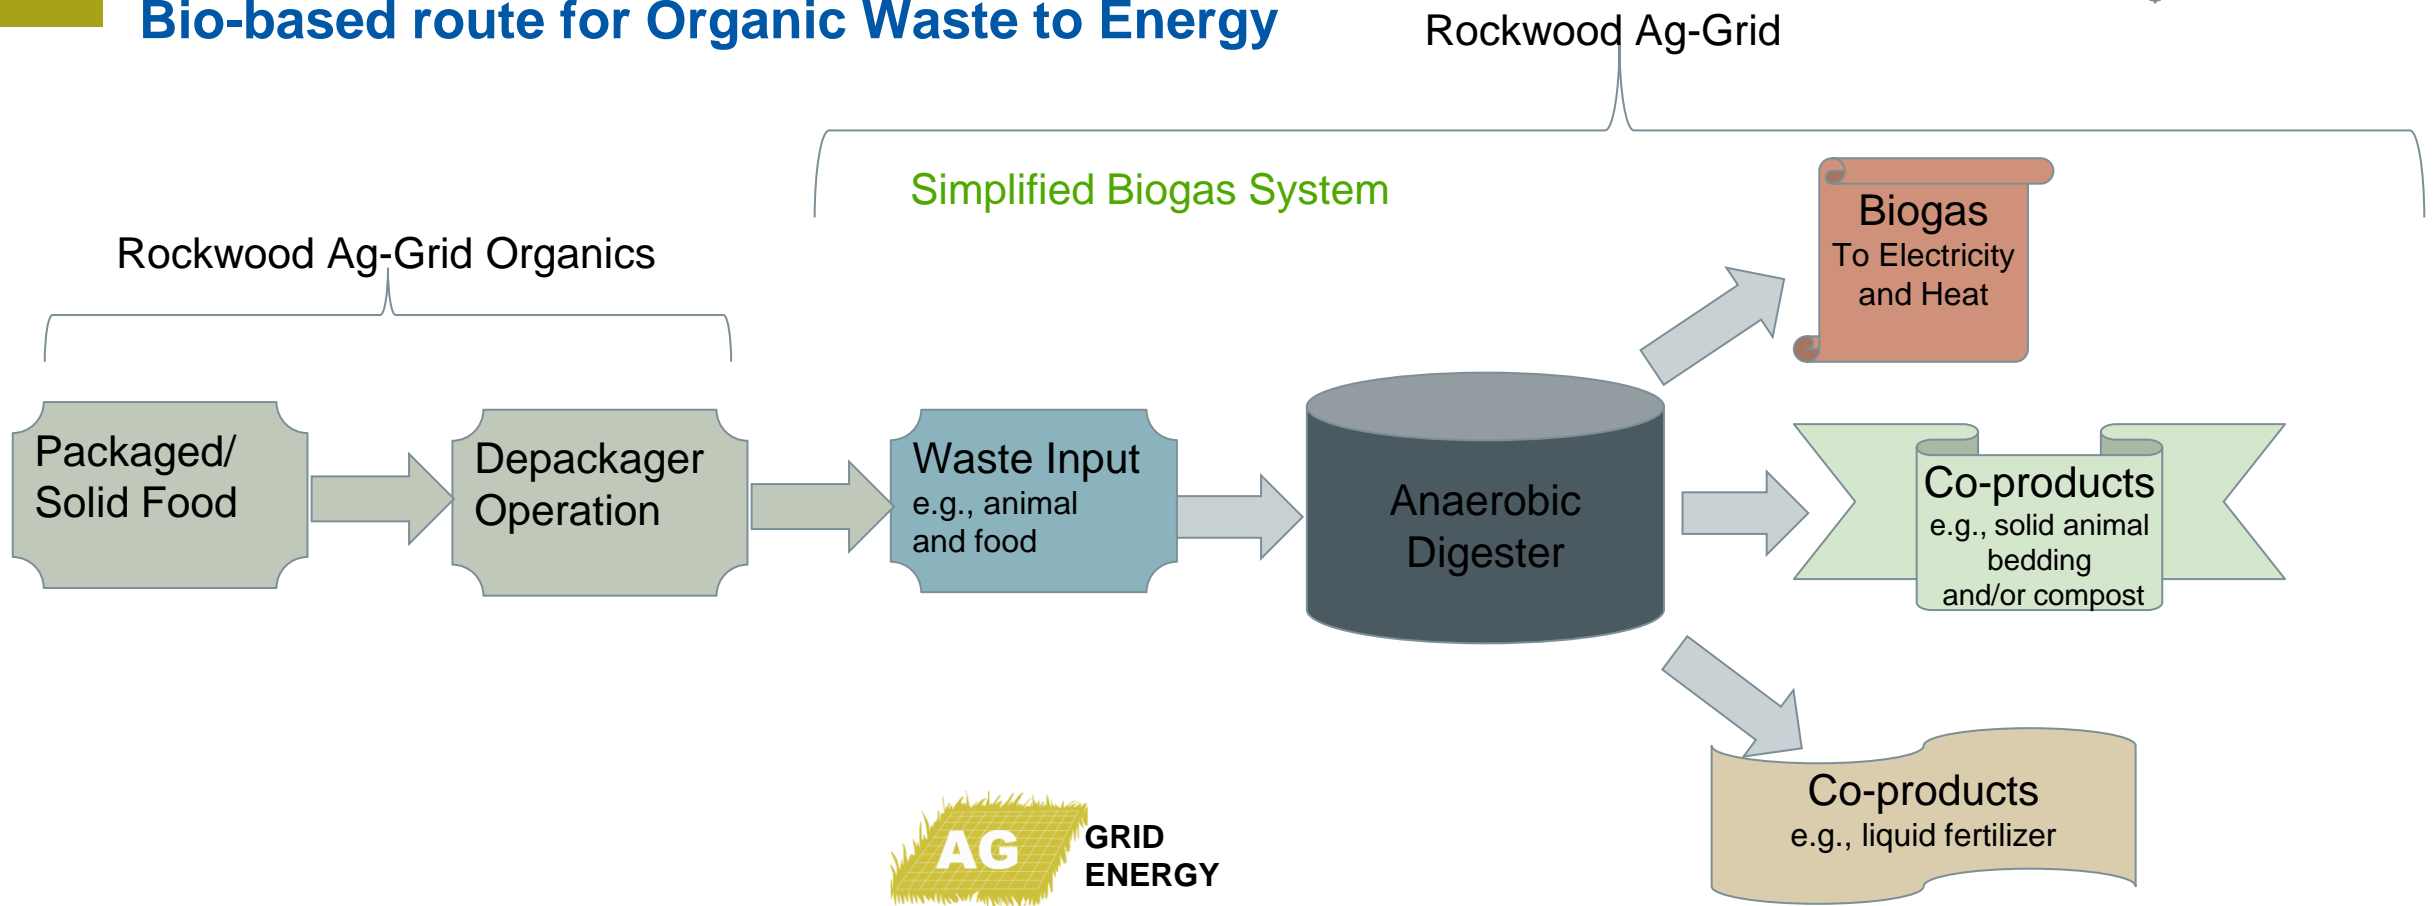 Bio-based route for Organic Waste to Energy
Rockwood Ag-Grid
Simplified Biogas System
Rockwood Ag-Grid Organics
Packaged/
Solid Food
Depackager
Operation
Waste Input
e.g., animal
and food
Anaerobic
Digester
Biogas
To Electricity
and Heat
Co-products
e.g., solid animal
bedding
and/or compost
Co-products
e.g., liquid fertilizer
AG
GRID
ENERGY